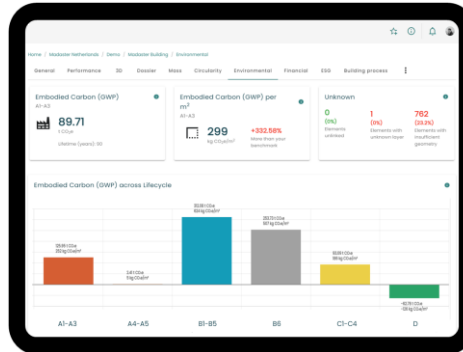 Home / Madaster Netherlands / Demo / Madaster Building / Environmental
General Performance 3D Dossier Mass Circularity Environmental Financial ESG Building process
Embodied Carbon (GWP)
A1-A3
89.71
t CO₂e
Lifetime (years): 60
Embodied Carbon (GWP) per
m²
A1-A3
299
kg CO₂e/m²
+332.58%
More than your
benchmark
Unknown
0
(0%)
Elements
unlinked
1
(0%)
Elements with
unknown layer
762
Elements with
insufficient
geometry
Embodied Carbon (GWP) across Lifecycle
A1-A3 A4-A5 B1-B5 B6 C1-C4 D